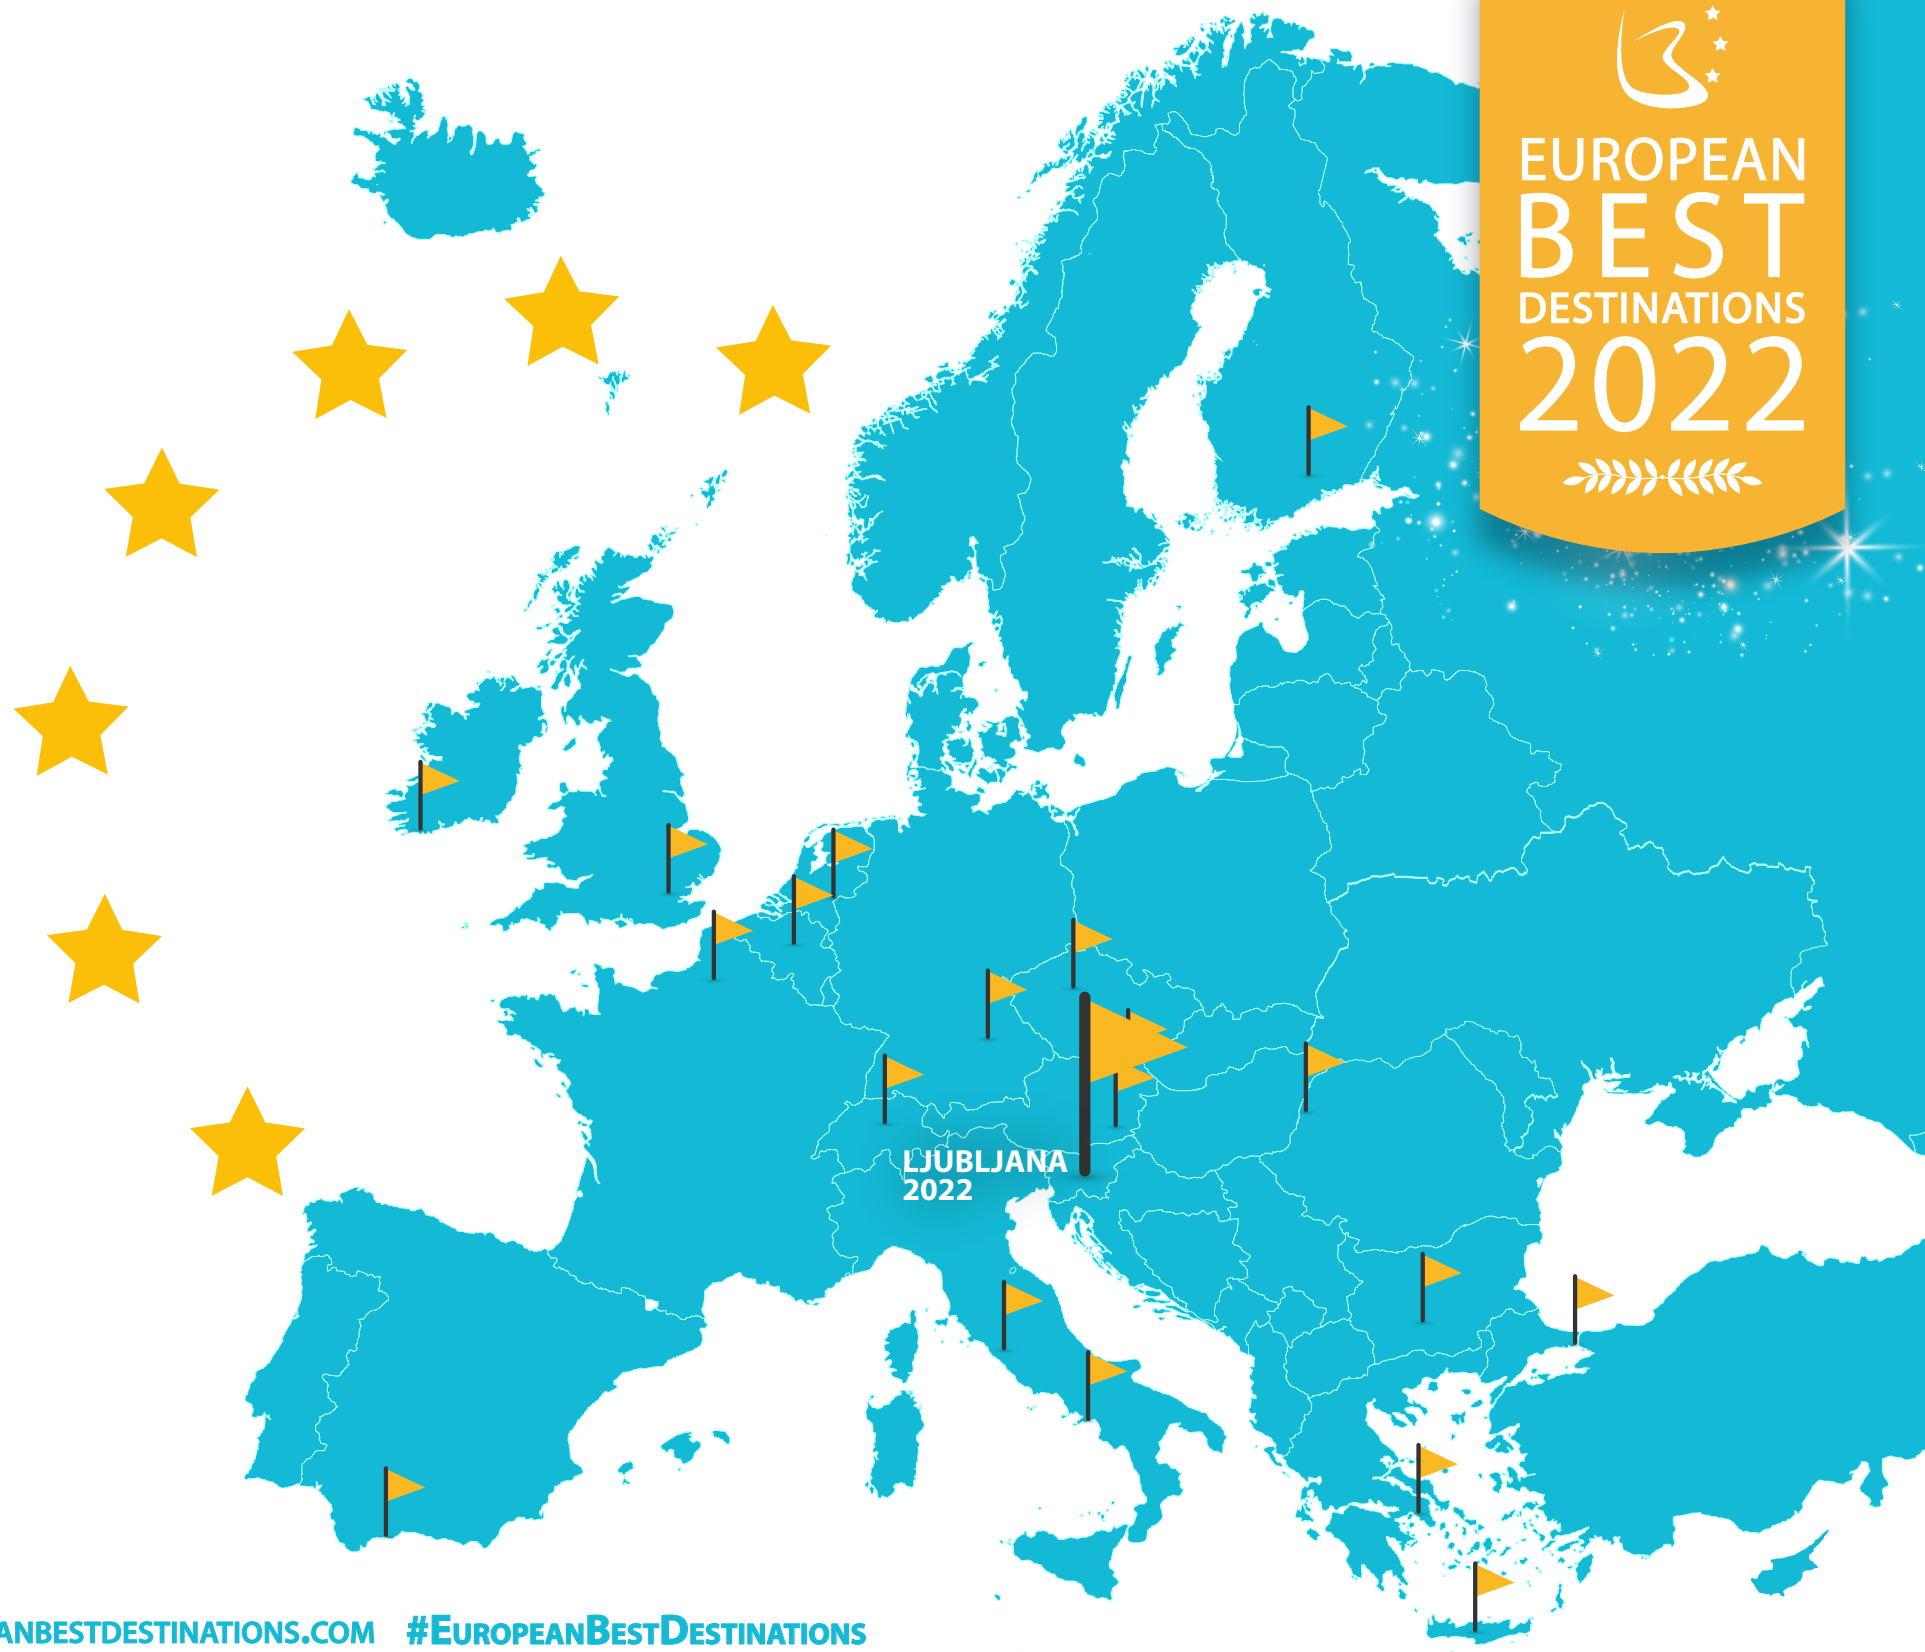 EUROPEAN
BEST
DESTINATIONS
2022
LJUBLJANA
2022
ANBESTDESTINATIONS.COM #EUROPEANBESTDESTINATIONS